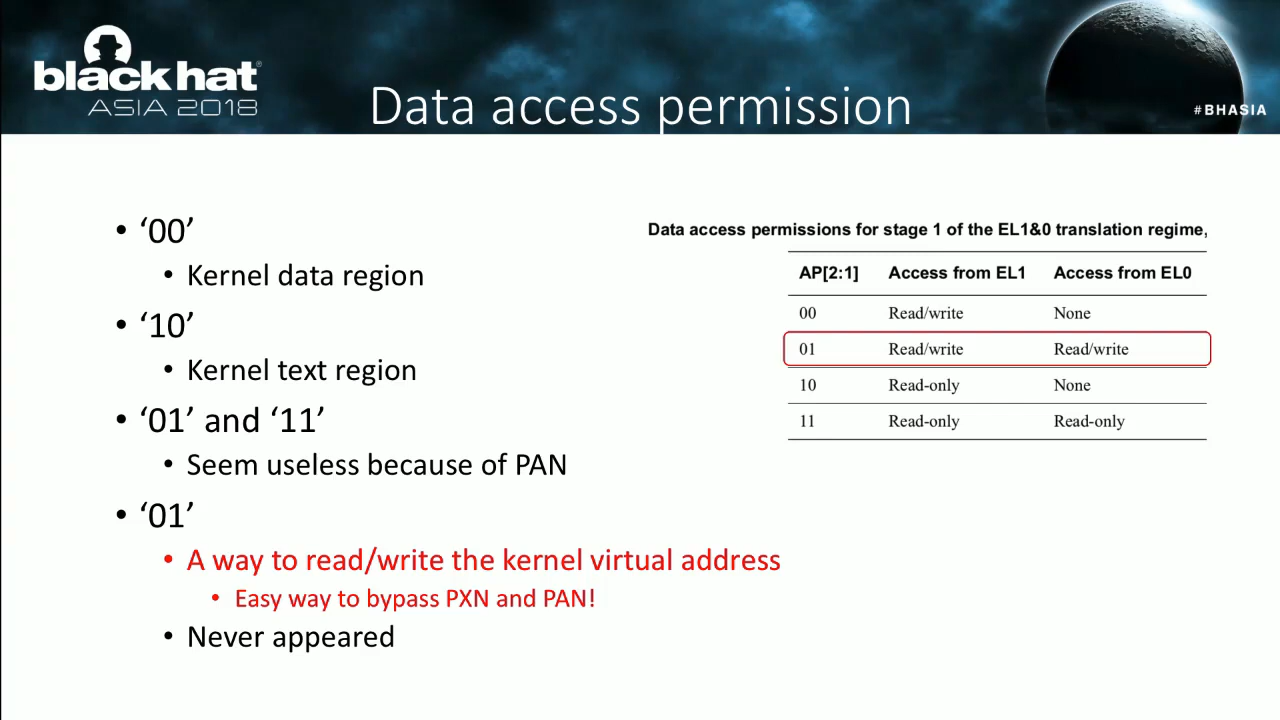 black hat®
ASIA 2018
Data access permission
#BHASIA
• ‘00’
• Kernel data region
• ‘10’
• Kernel text region
• ‘01’ and ‘11’
• Seem useless because of PAN
• ‘01’
• A way to read/write the kernel virtual address
• Easy way to bypass PXN and PAN!
• Never appeared
Data access permissions for stage 1 of the EL1&0 translation regime,
AP[2:1] Access from EL1 Access from EL0
00 Read/write None
01 Read/write Read/write
10 Read-only None
11 Read-only Read-only